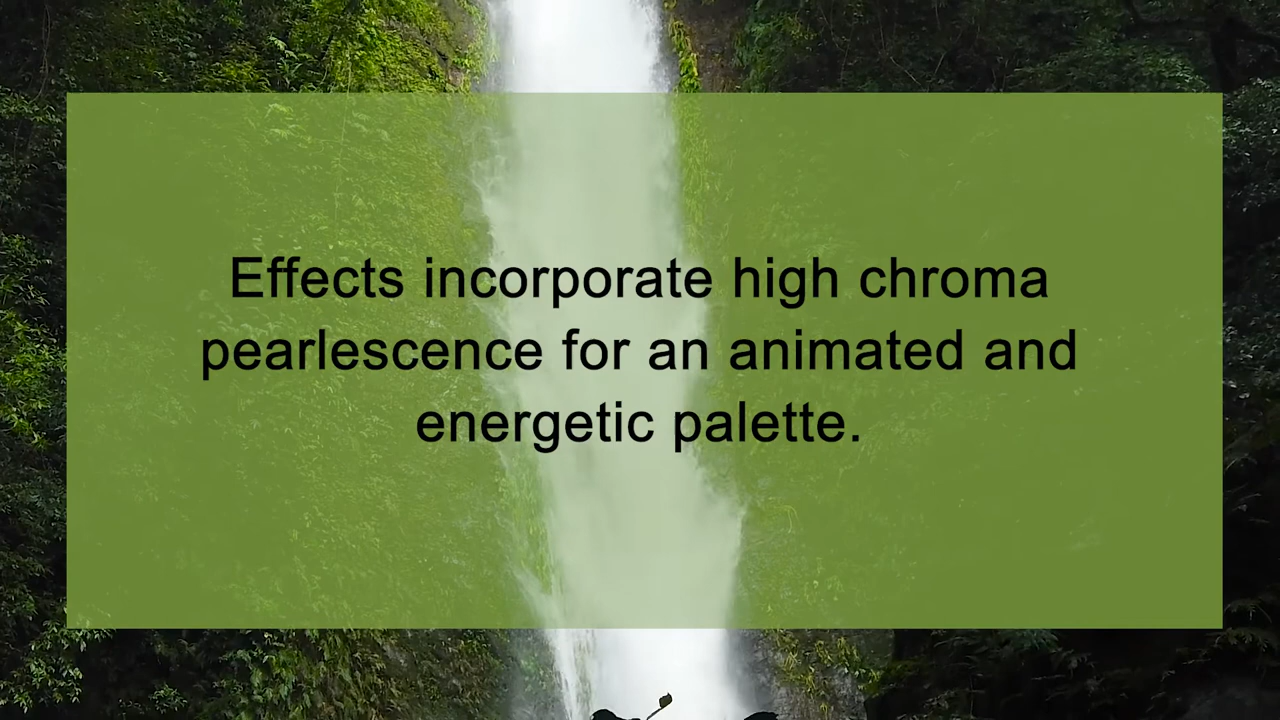 Effects incorporate high chroma
pearlescence for an animated and
energetic palette.